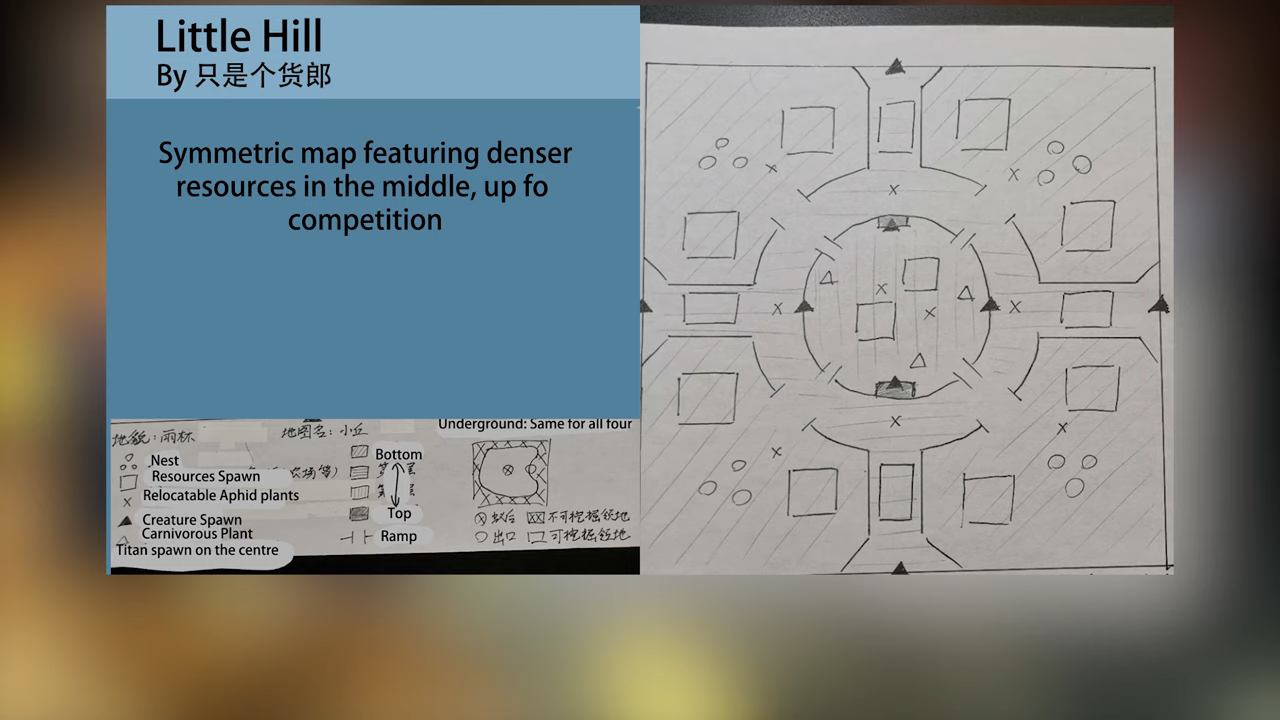 Little Hill
By 只是个货郎
Symmetric map featuring denser
resources in the middle, up fo
competition
地貌：雨林
地图名：小丘
Underground: Same for all four
Nest
Resources Spawn
Relocatable Aphid plants
Creature Spawn
Carnivorous Plant
Titan spawn on the centre
Bottom
Top
Ramp
蚁后 不可挖掘领地
出口 可挖掘领地